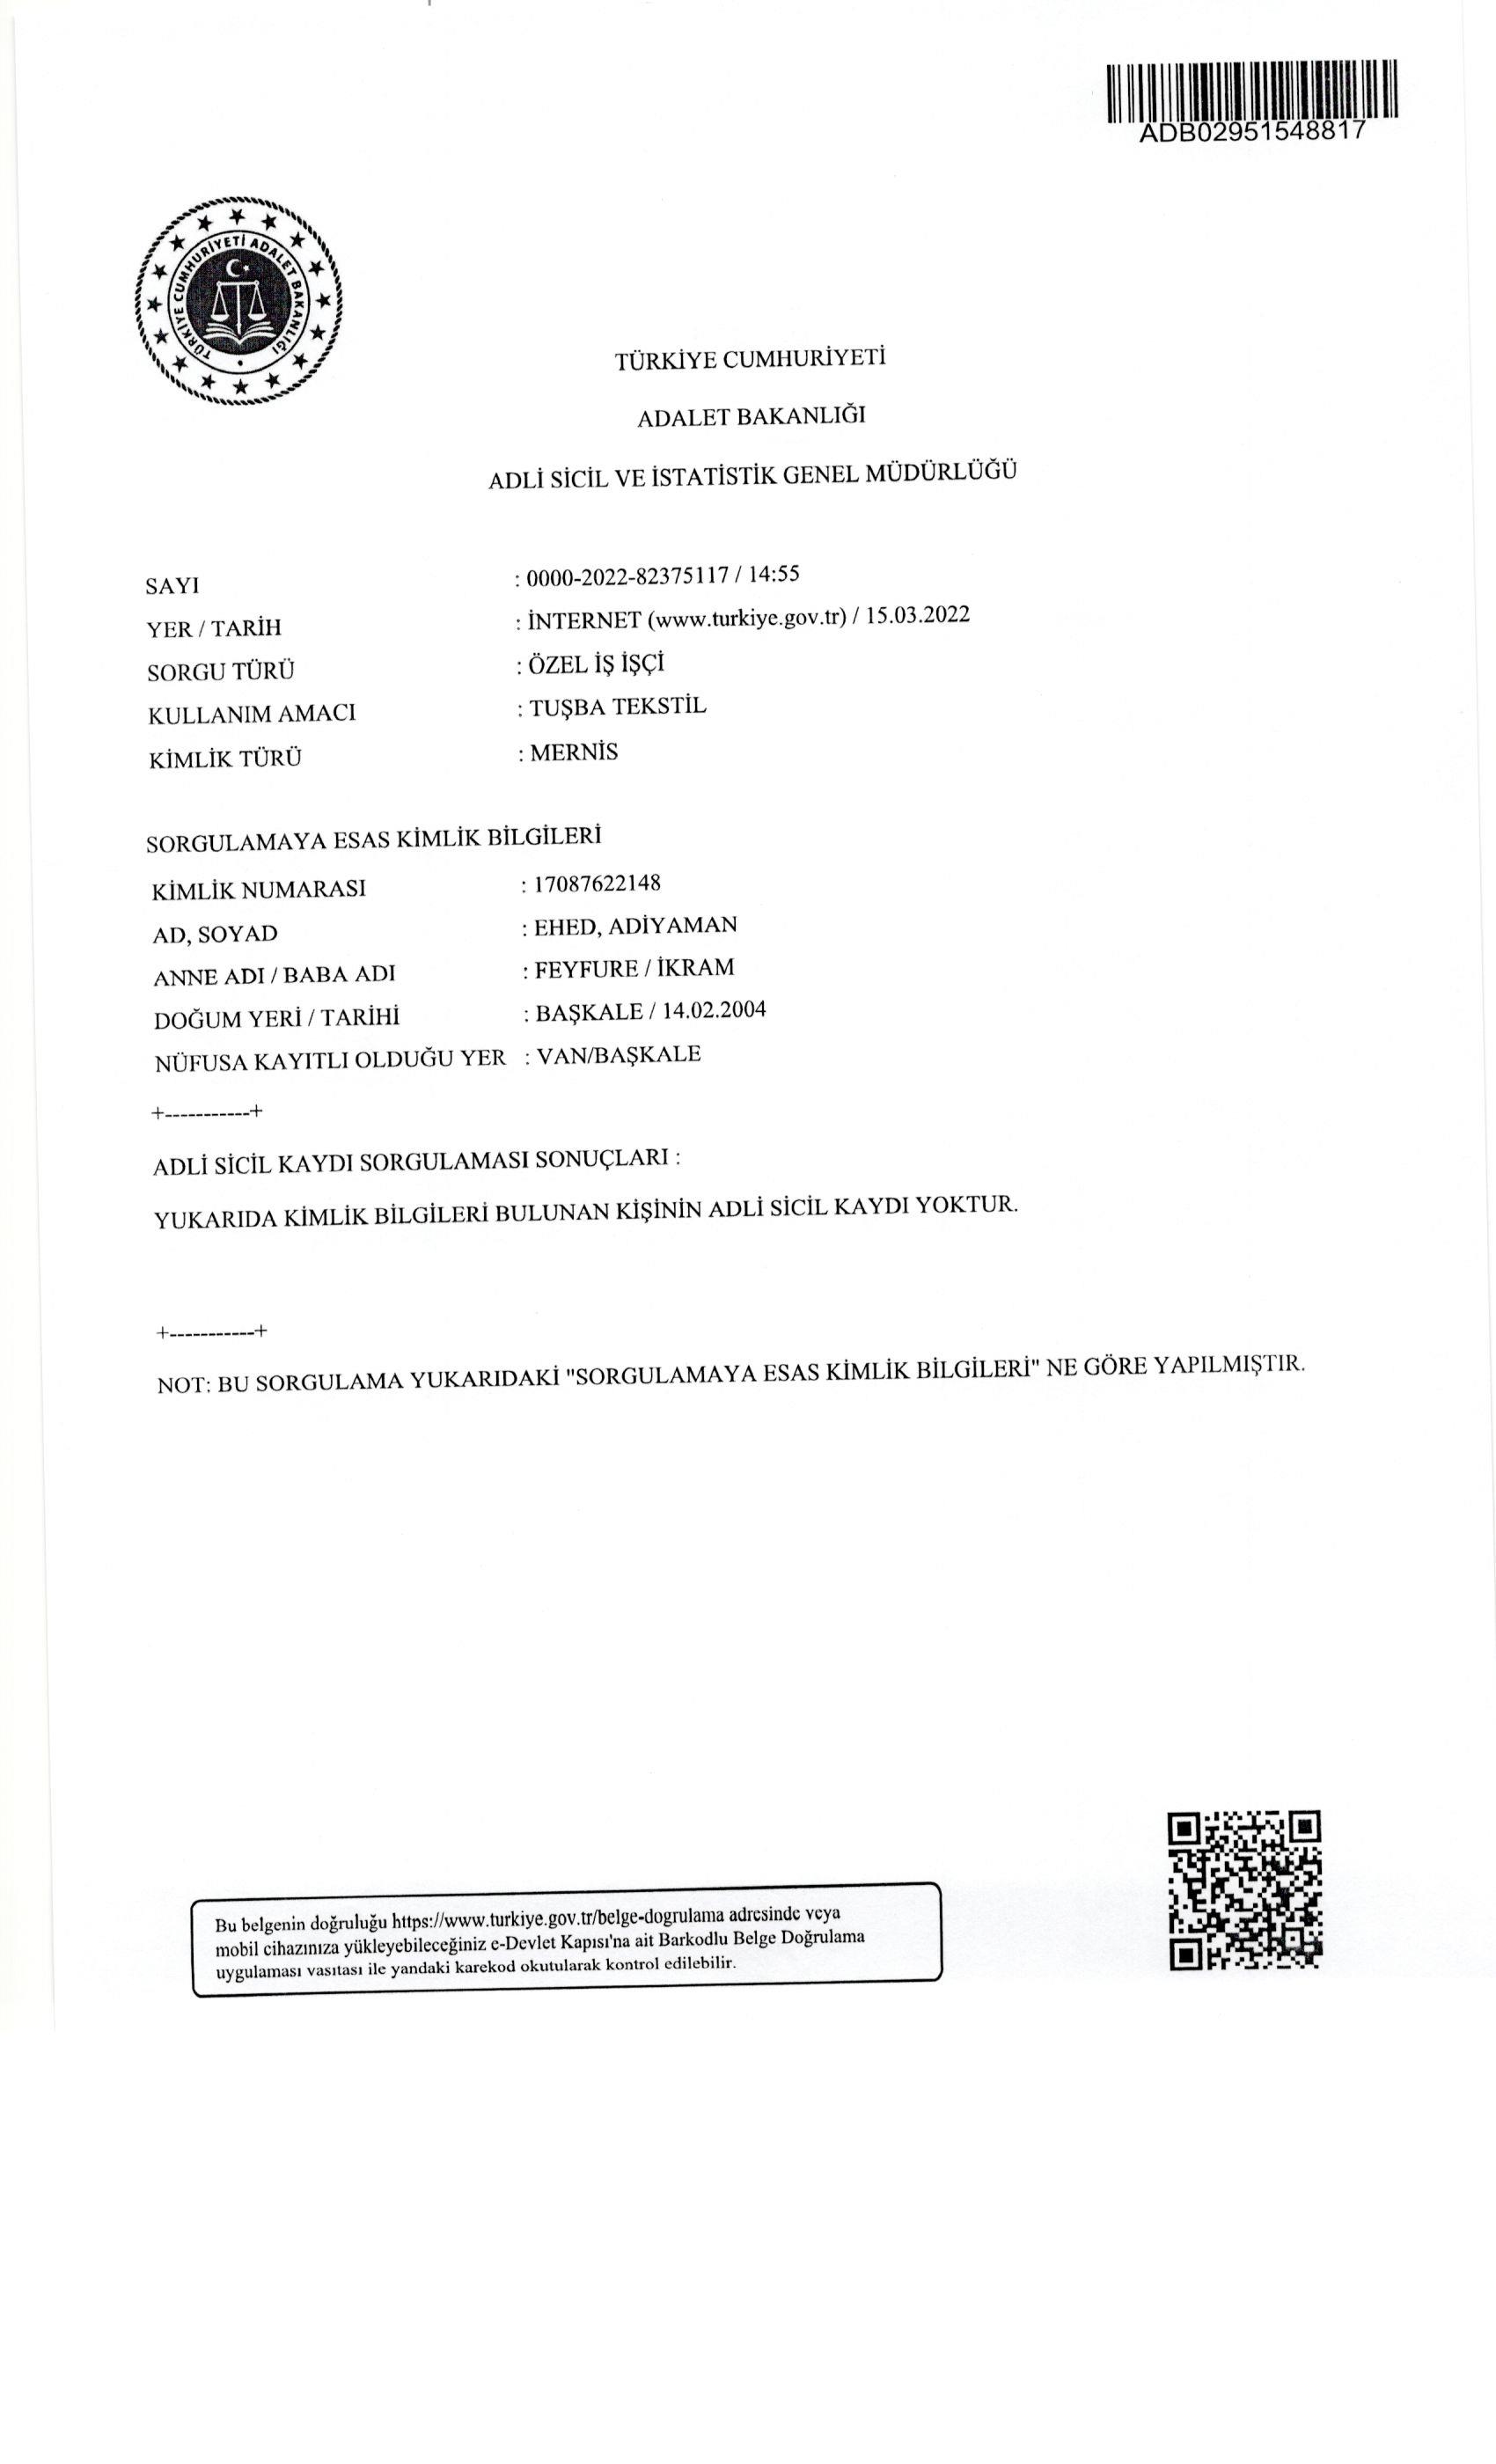 ADB02951548817
TÜRKİYE CUMHURİYETİ ADALET BAKANLIĞI
TÜRKİYE CUMHURİYETİ
ADALET BAKANLIĞI
ADLİ SİCİL VE İSTATİSTİK GENEL MÜDÜRLÜĞÜ
SAYI : 0000-2022-82375117 / 14:55
YER / TARİH : İNTERNET (www.turkiye.gov.tr) / 15.03.2022
SORGU TÜRÜ : ÖZEL İŞ İŞÇİ
KULLANIM AMACI : TUŞBA TEKSTİL
KİMLİK TÜRÜ : MERNİS
SORGULAMAYA ESAS KİMLİK BİLGİLERİ
KİMLİK NUMARASI : 17087622148
AD, SOYAD : EHED, ADİYAMAN
ANNE ADI / BABA ADI : FEYFURE / İKRAM
DOĞUM YERİ / TARİHİ : BAŞKALE / 14.02.2004
NÜFUSA KAYITLI OLDUĞU YER : VAN/BAŞKALE
+-----------+
ADLİ SİCİL KAYDI SORGULAMASI SONUÇLARI :
YUKARIDA KİMLİK BİLGİLERİ BULUNAN KİŞİNİN ADLİ SİCİL KAYDI YOKTUR.
+-----------+
NOT: BU SORGULAMA YUKARIDAKİ "SORGULAMAYA ESAS KİMLİK BİLGİLERİ" NE GÖRE YAPILMIŞTIR.
Bu belgenin doğruluğu https://www.turkiye.gov.tr/belge-dogrulama adresinde veya
mobil cihazınıza yükleyebileceğiniz e-Devlet Kapısı'na ait Barkodlu Belge Doğrulama
uygulaması vasıtası ile yandaki karekod okutularak kontrol edilebilir.